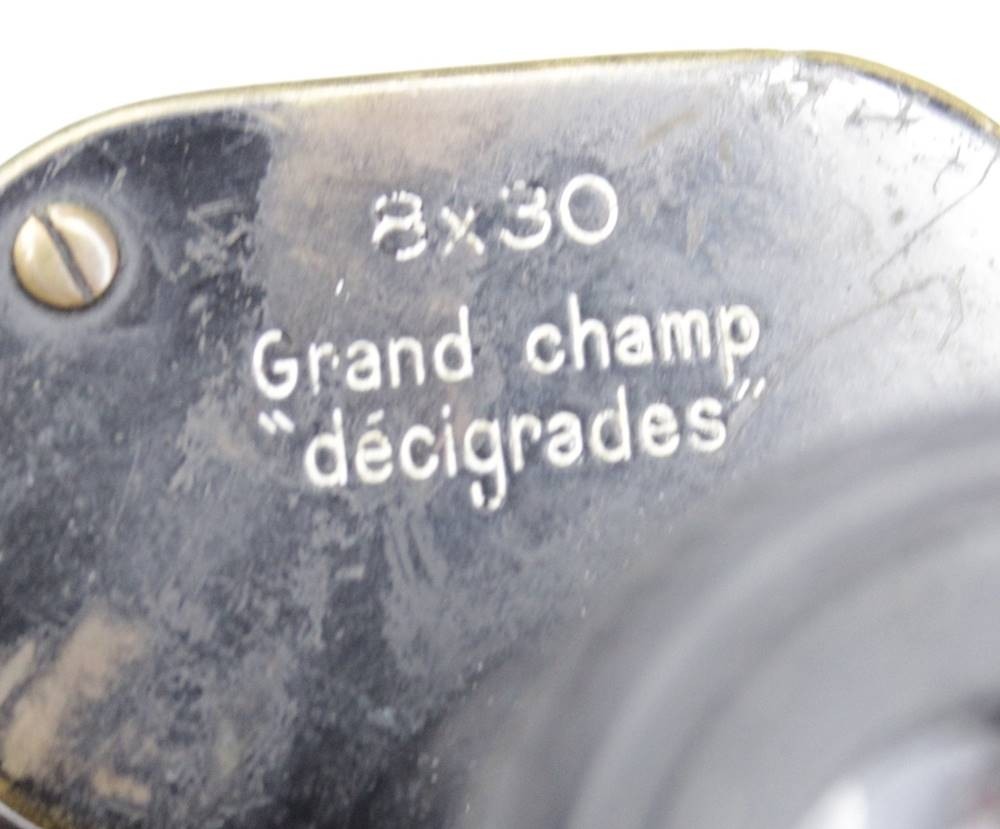 8x30
Grand champ
"décigrades"